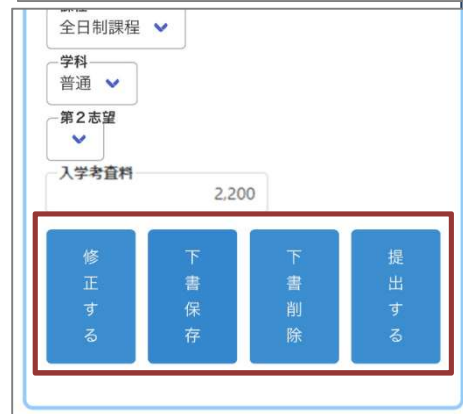 全日制課程
学科
普通
第2志望
入学考査料
2,200
修正する
下書保存
下書削除
提出する